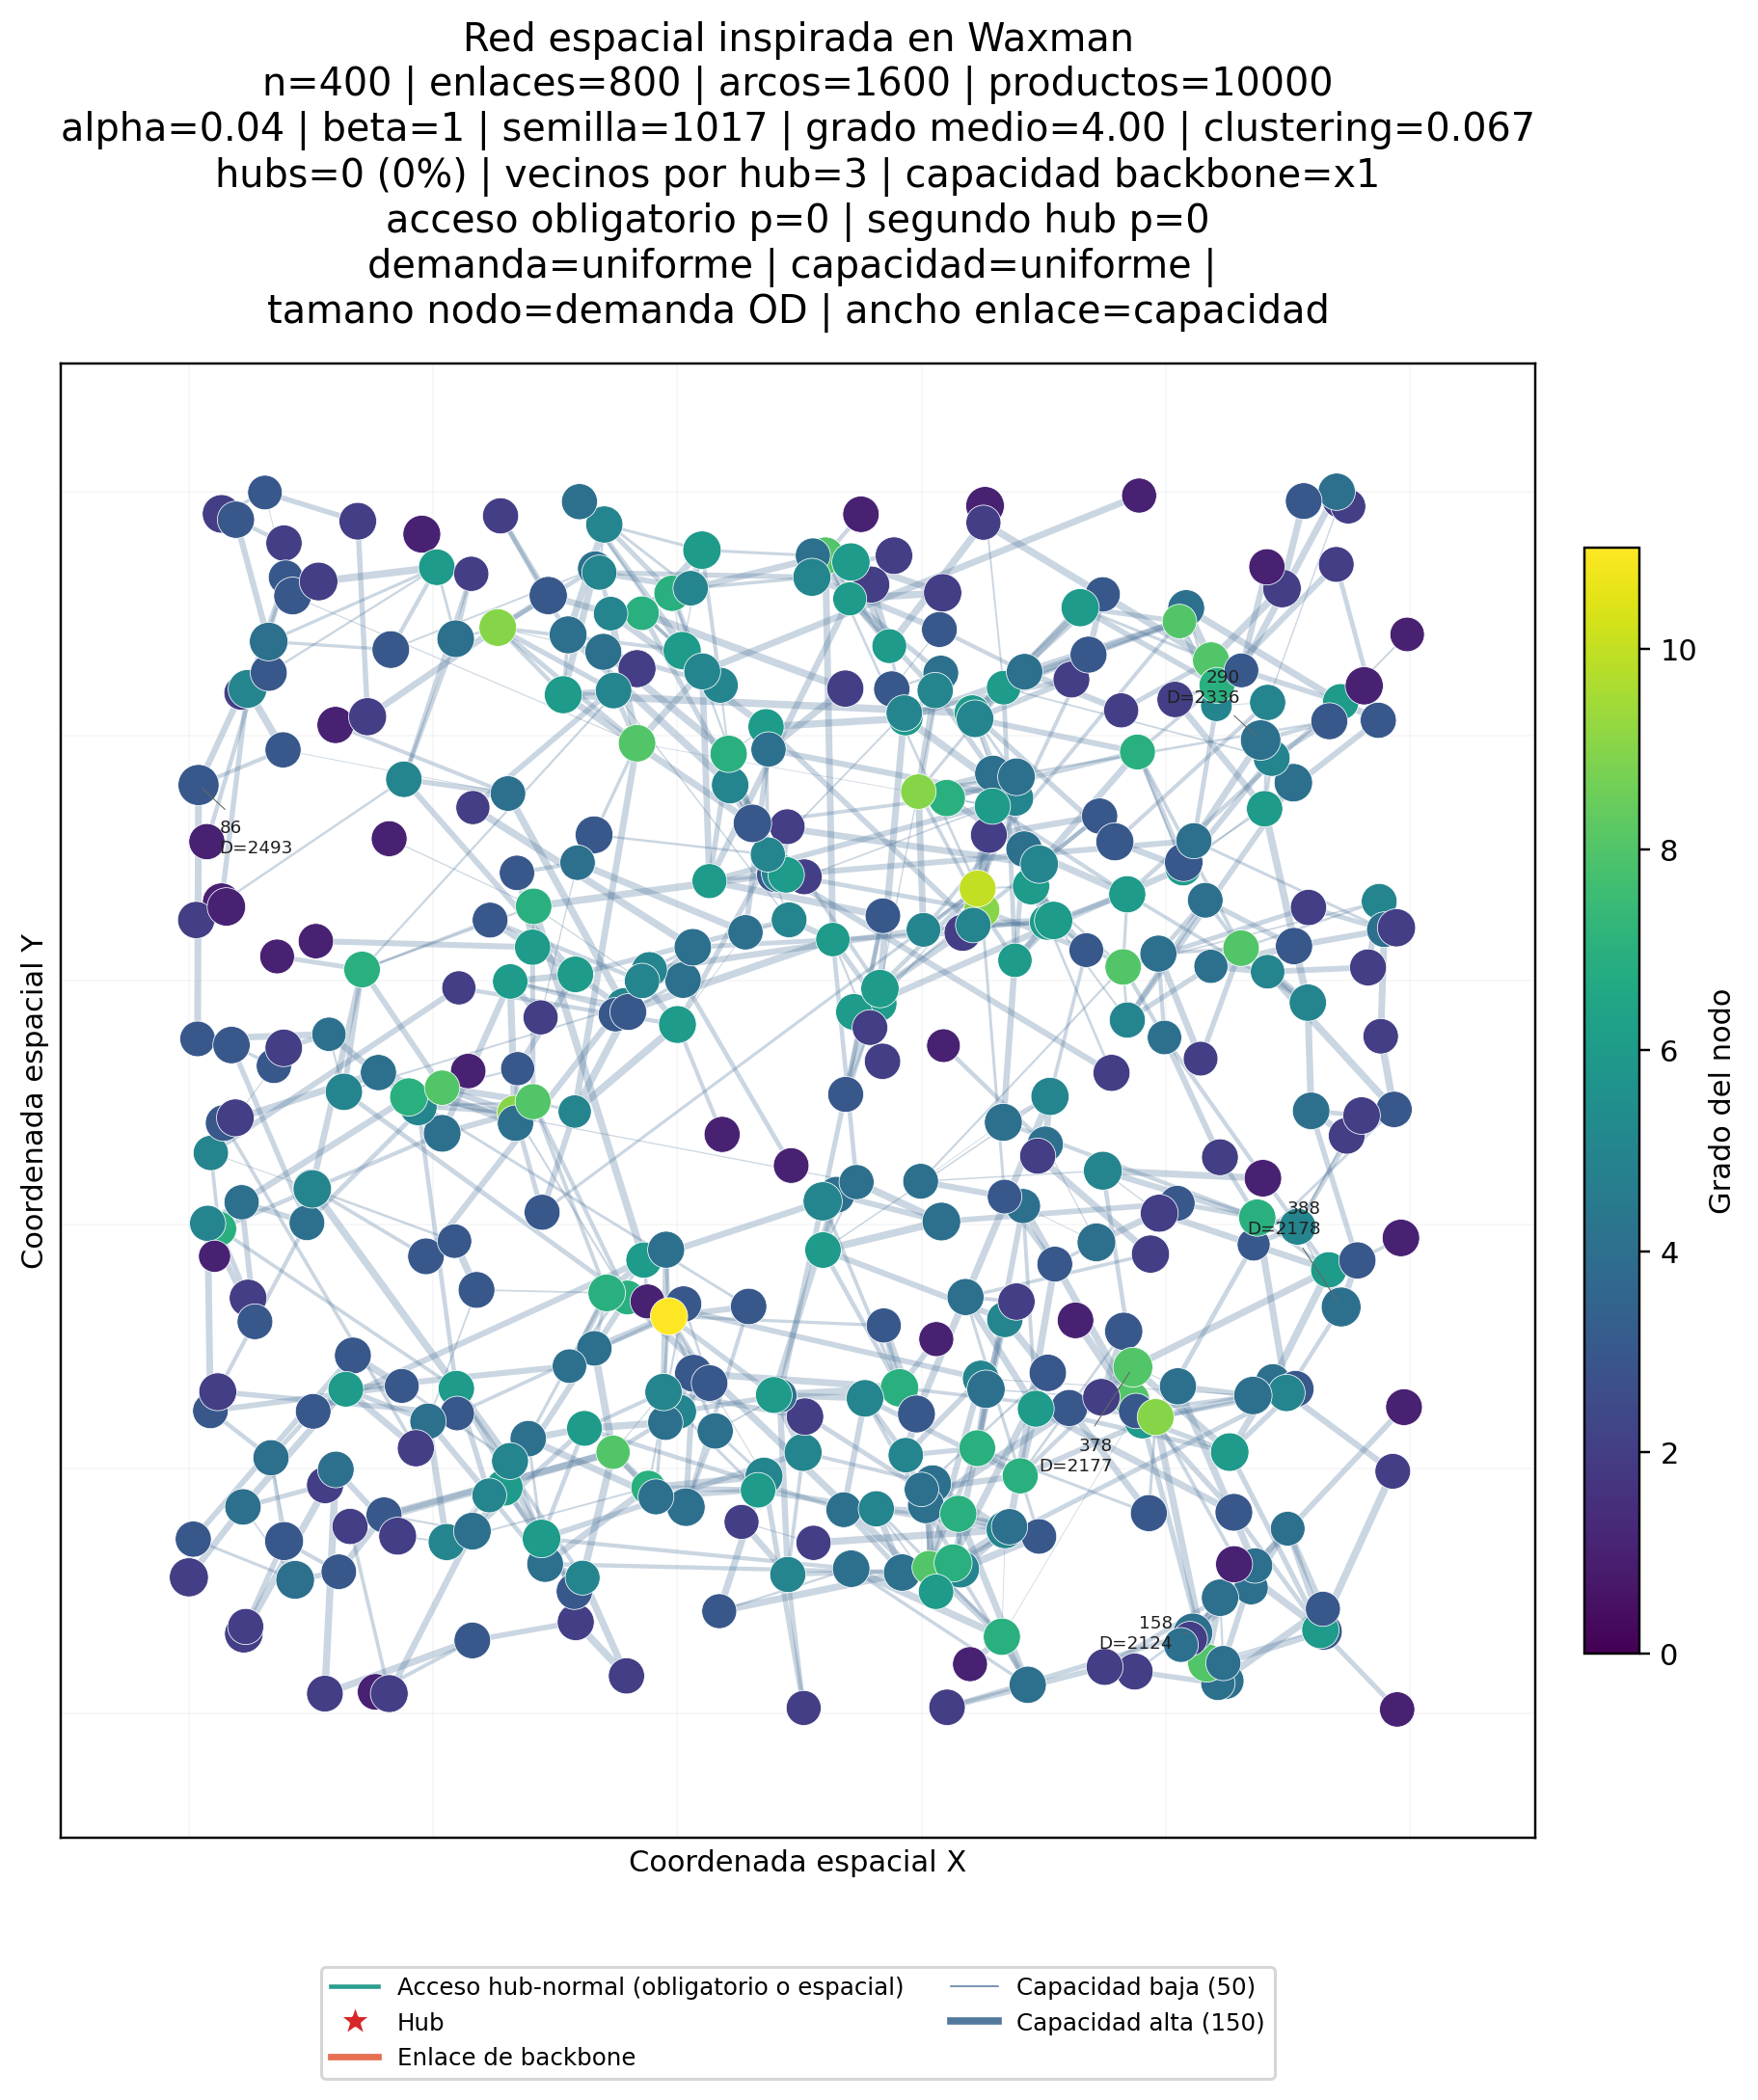 Red espacial inspirada en Waxman
n=400 | enlaces=800 | arcos=1600 | productos=10000
alpha=0.04 | beta=1 | semilla=1017 | grado medio=4.00 | clustering=0.067
hubs=0 (0%) | vecinos por hub=3 | capacidad backbone=x1
acceso obligatorio p=0 | segundo hub p=0
demanda=uniforme | capacidad=uniforme |
tamano nodo=demanda OD | ancho enlace=capacidad
290
D=2336
86
D=2493
388
D=2178
378
D=2177
158
D=2124
Coordenada espacial Y
Coordenada espacial X
10
8
6
4
2
0
Grado del nodo
Acceso hub-normal (obligatorio o espacial)
Hub
Enlace de backbone
Capacidad baja (50)
Capacidad alta (150)